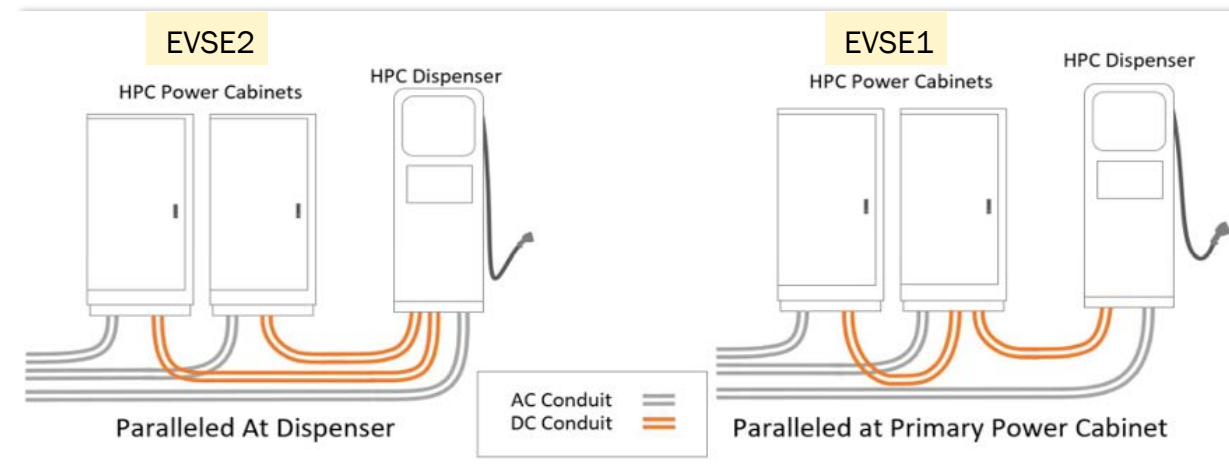 EVSE2
HPC Power Cabinets
HPC Dispenser
Paralleled At Dispenser
AC Conduit
DC Conduit
EVSE1
HPC Power Cabinets
HPC Dispenser
Paralleled at Primary Power Cabinet